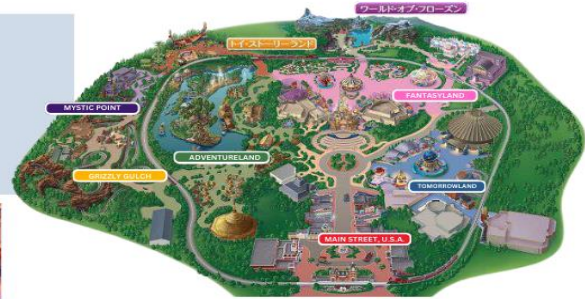 ワールド・オブ・フローズン
トイ・ストーリーランド
FANTASYLAND
MYSTIC POINT
ADVENTURELAND
GRIZZLY GULCH
TOMORROWLAND
MAIN STREET, U.S.A.